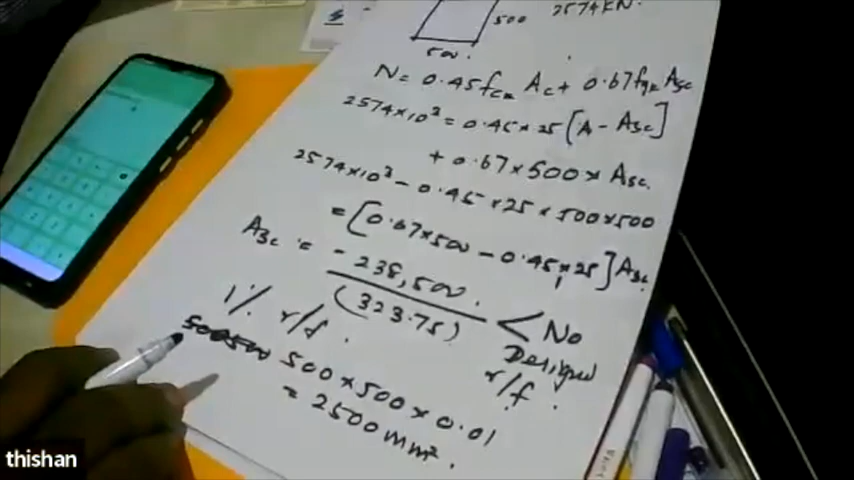 500 2574KN.
500.
N= 0.45fcu Ac+ 0.67fyk Asc
2574×10³ = 0.45×25[A - Asc]
+ 0.67×500× Asc.
2574×10³ - 0.45×25×500×500
= [0.67×500 - 0.45×25]Asc
Asc = - 238,500.
(323.75) < No
Designed
r/f.
1% r/f.
500×500×0.01
= 2500mm².
thishan